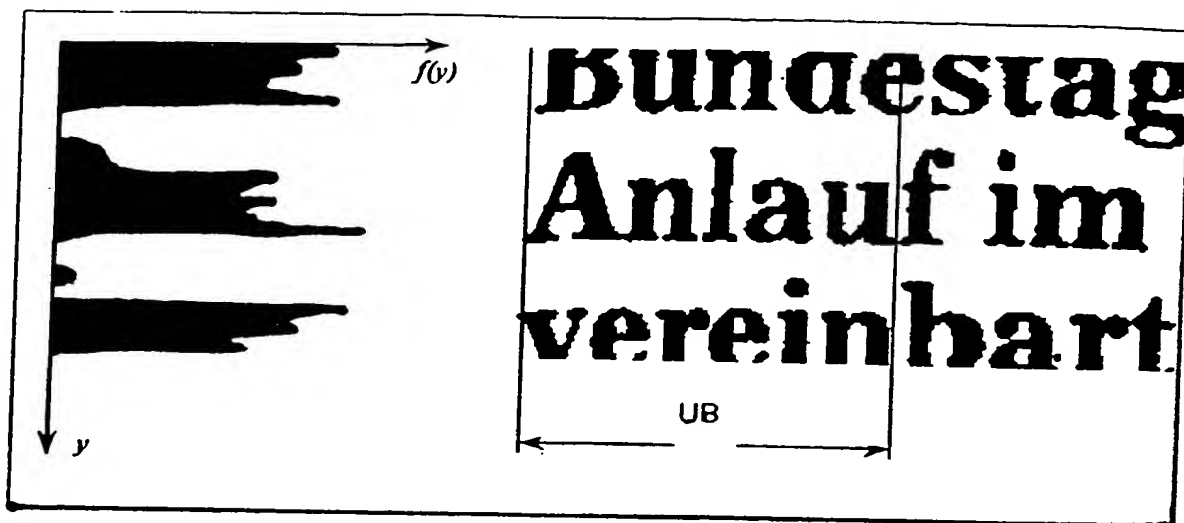 f(y)
y
Bundestag
Anlauf im
vereinbart
UB